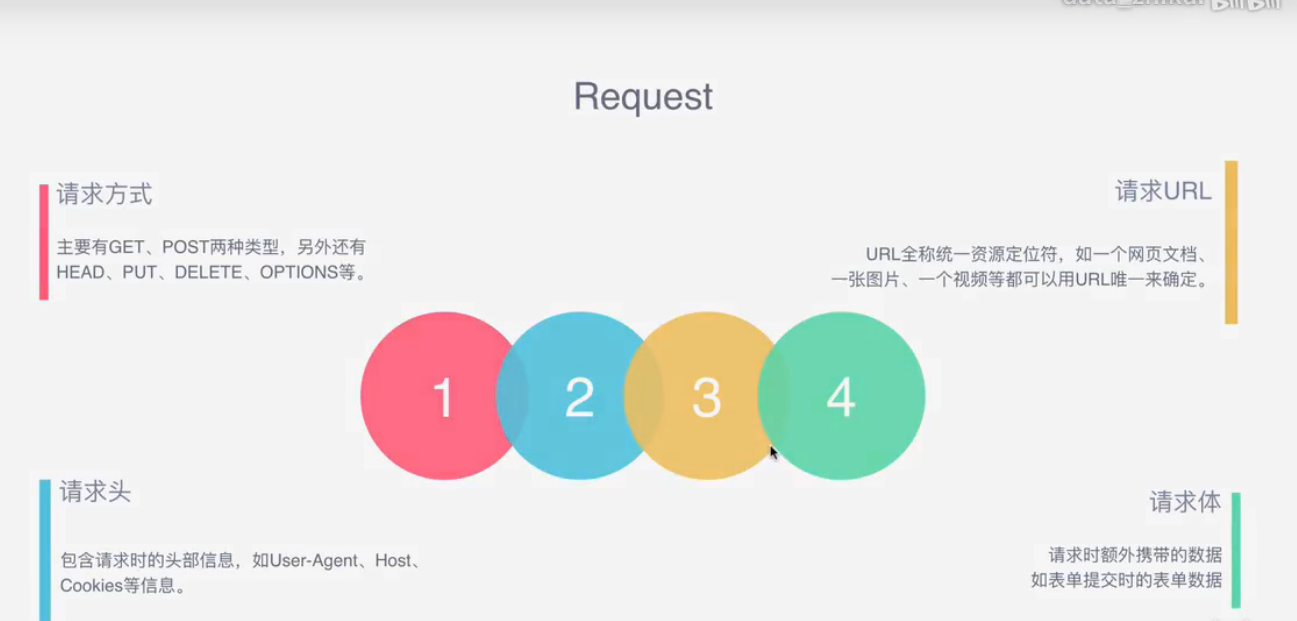 Request
请求方式
主要有GET、POST两种类型，另外还有
HEAD、PUT、DELETE、OPTIONS等。
请求URL
URL全称统一资源定位符，如一个网页文档、
一张图片、一个视频等都可以用URL唯一来确定。
1
2
3
4
请求头
包含请求时的头部信息，如User-Agent、Host、
Cookies等信息。
请求体
请求时额外携带的数据
如表单提交时的表单数据